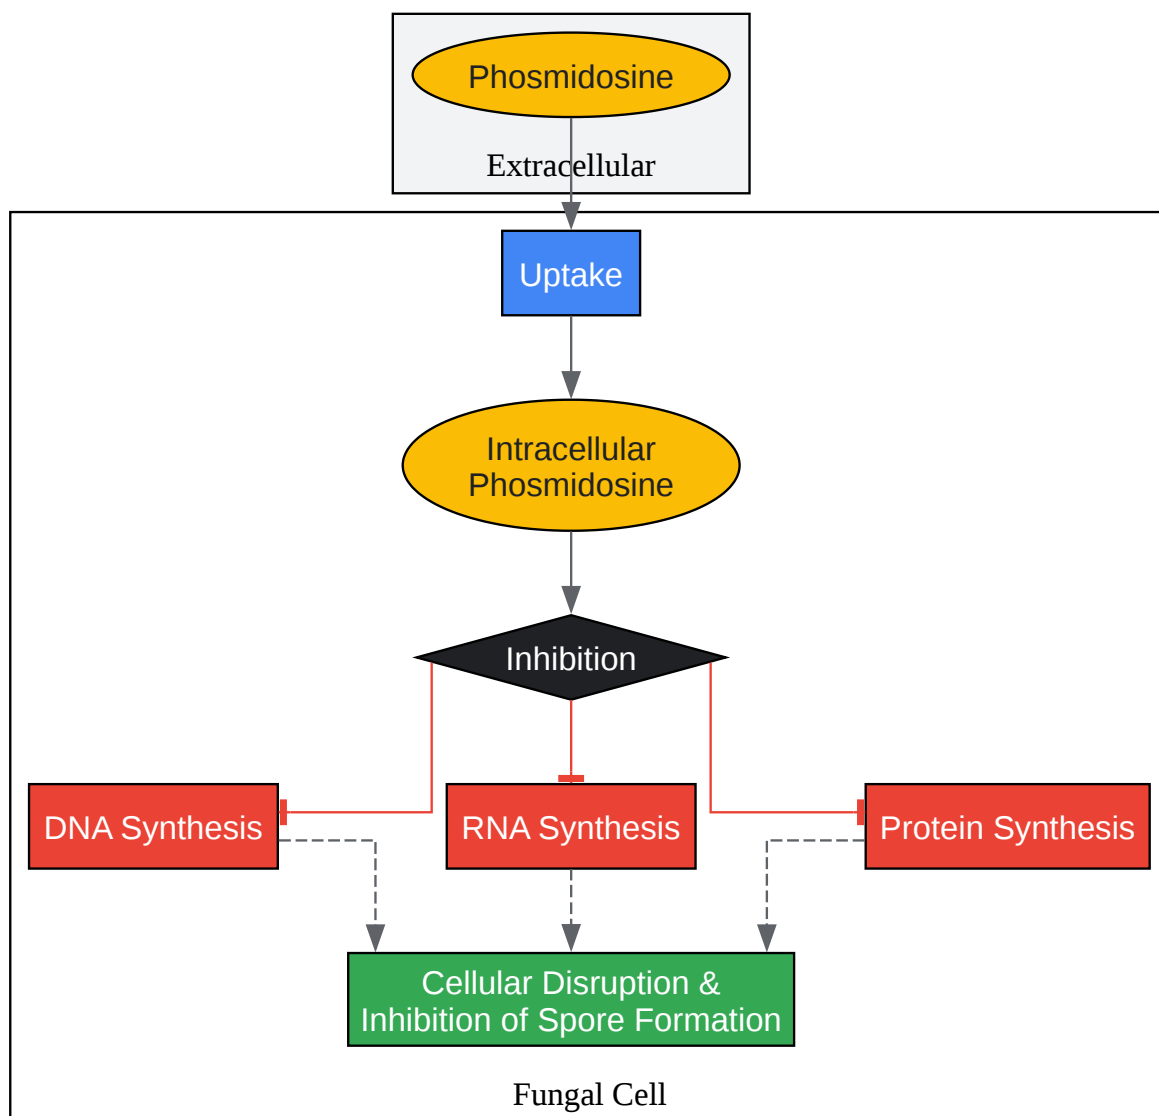 Phosmidosine
Extracellular
Uptake
Intracellular
Phosmidosine
Inhibition
DNA Synthesis
RNA Synthesis
Protein Synthesis
Cellular Disruption &
Inhibition of Spore Formation
Fungal Cell